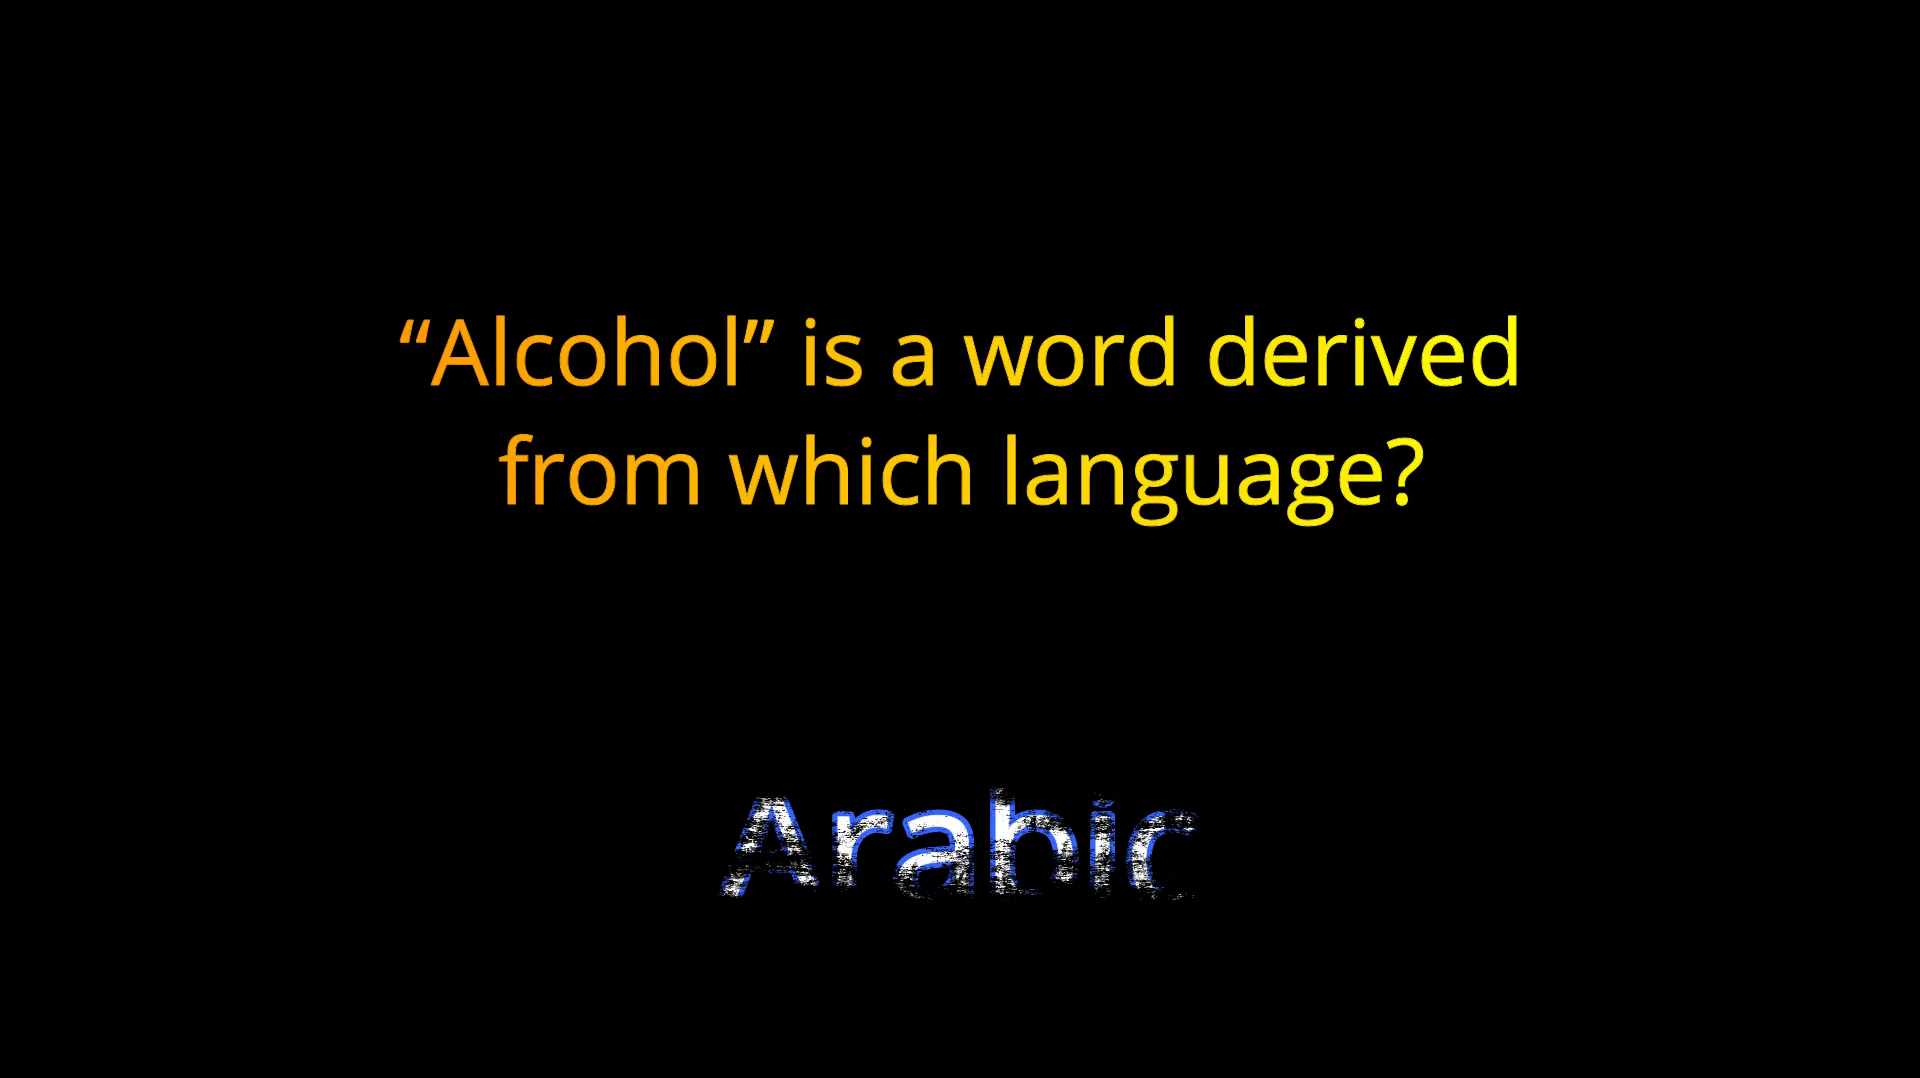 “Alcohol” is a word derived
from which language?
Arabic